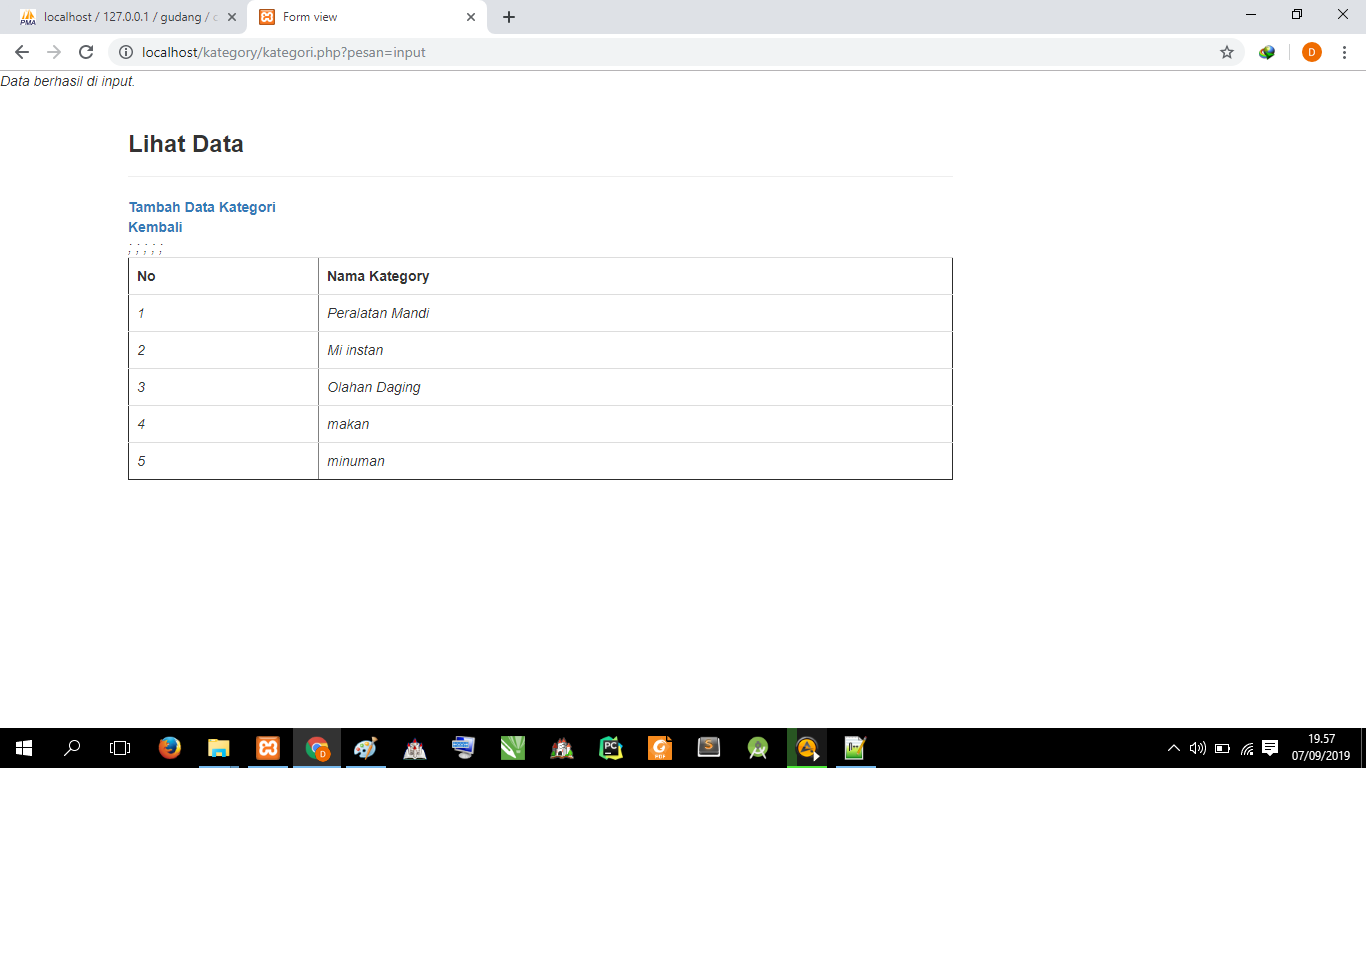 localhost / 127.0.0.1 / gudang / c
Form view
localhost/kategory/kategori.php?pesan=input
D
Data berhasil di input.
Lihat Data
Tambah Data Kategori
Kembali
; ; ; ; ;
No Nama Kategory
1 Peralatan Mandi
2 Mi instan
3 Olahan Daging
4 makan
5 minuman
19.57
07/09/2019